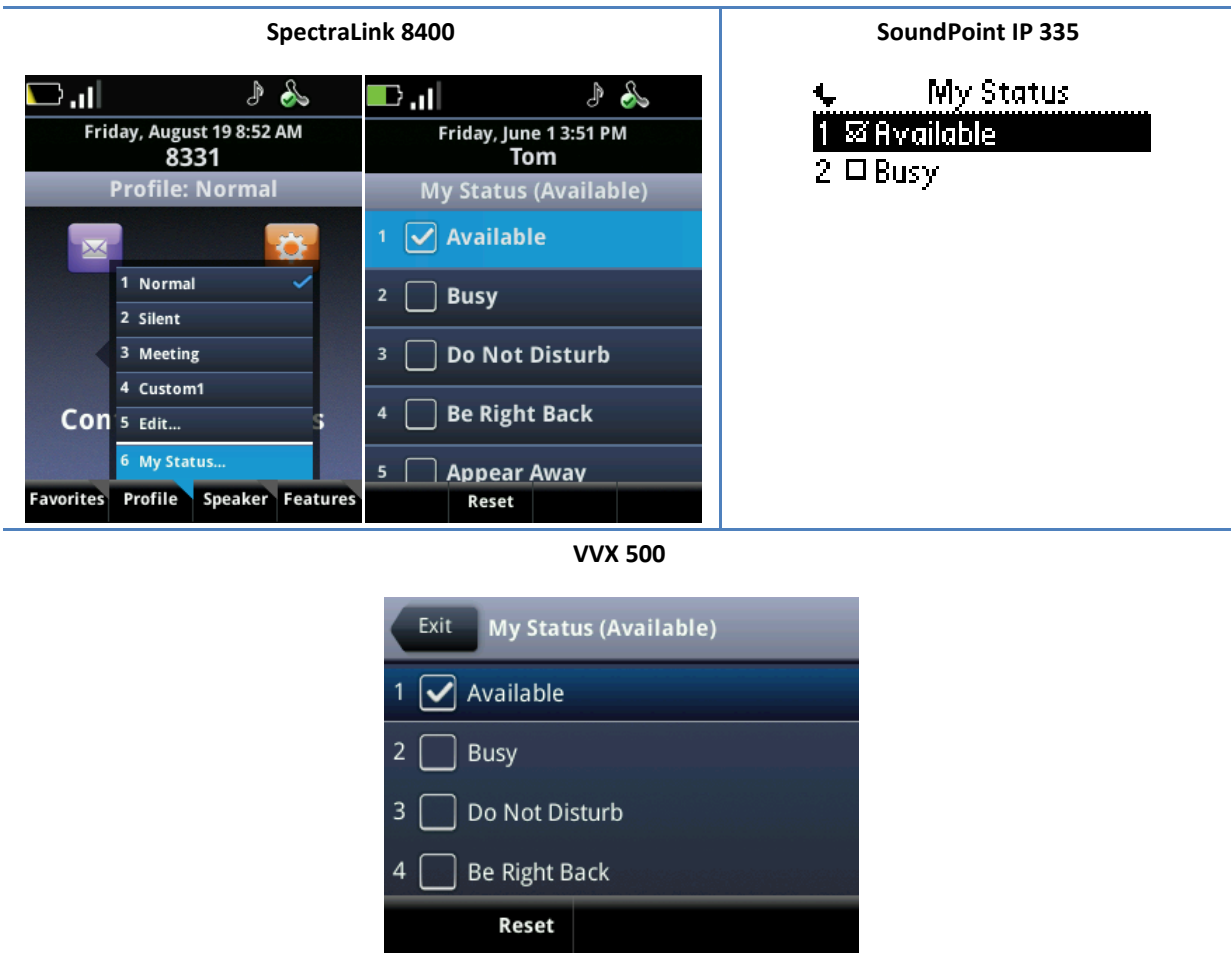 SpectraLink 8400
Friday, August 19 8:52 AM
8331
Profile: Normal
1 Normal
2 Silent
3 Meeting
4 Custom1
Con s
5 Edit...
6 My Status...
Favorites Profile Speaker Features
Friday, June 1 3:51 PM
Tom
My Status (Available)
1 Available
2 Busy
3 Do Not Disturb
4 Be Right Back
5 Appear Away
Reset
SoundPoint IP 335
My Status
1 Available
2 Busy
VVX 500
Exit My Status (Available)
1 Available
2 Busy
3 Do Not Disturb
4 Be Right Back
Reset